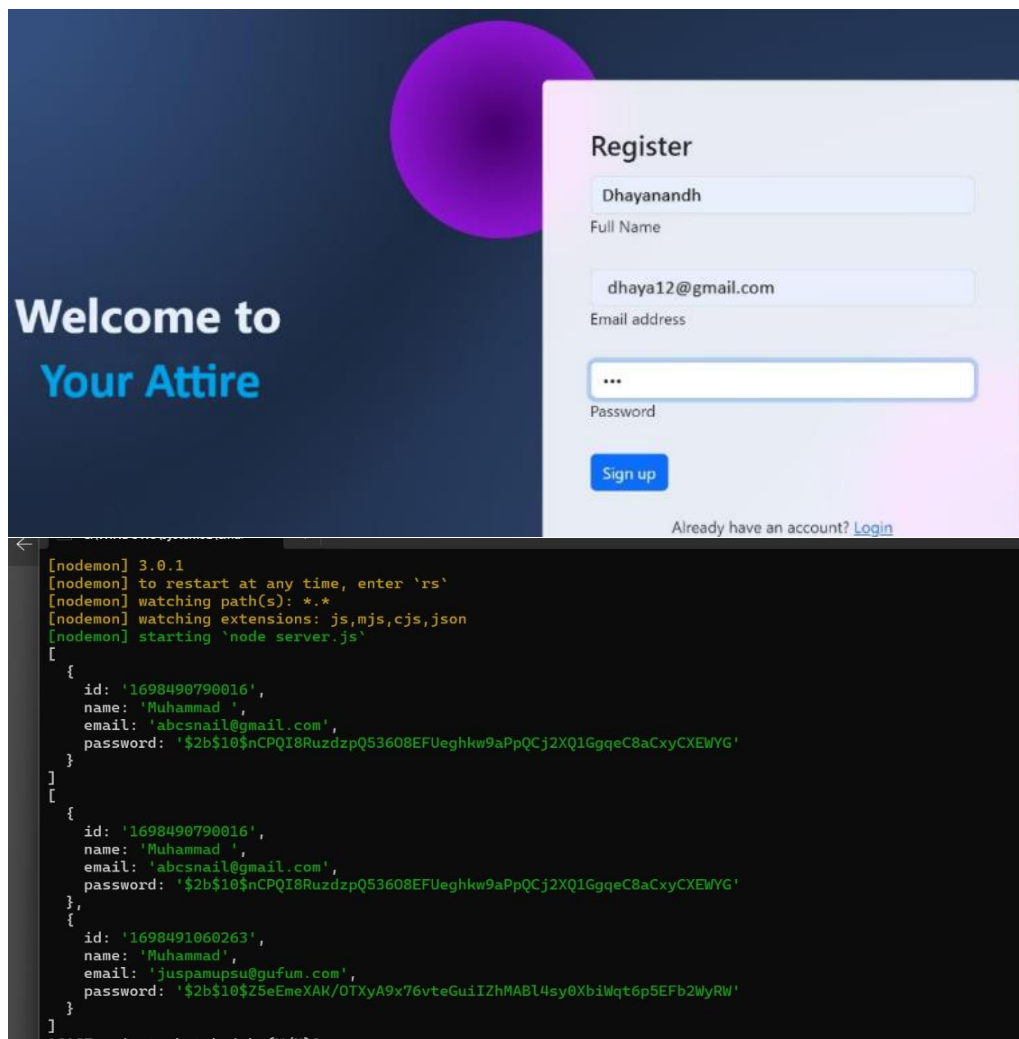 Register
Dhayanandh
Full Name
dhaya12@gmail.com
Email address
•••
Password
Sign up
Already have an account? Login
Welcome to
Your Attire
[nodemon] 3.0.1
[nodemon] to restart at any time, enter `rs`
[nodemon] watching path(s): *.*
[nodemon] watching extensions: js,mjs,cjs,json
[nodemon] starting `node server.js`
[
{
id: '1698490790016',
name: 'Muhammad ',
email: 'abcsnail@gmail.com',
password: '$2b$10$nCPQI8RuzdzpQ536O8EFUeghkw9aPpQCj2XQ1GgqeC8aCxyCXEWYG'
}
]
[
{
id: '1698490790016',
name: 'Muhammad ',
email: 'abcsnail@gmail.com',
password: '$2b$10$nCPQI8RuzdzpQ536O8EFUeghkw9aPpQCj2XQ1GgqeC8aCxyCXEWYG'
},
{
id: '1698491060263',
name: 'Muhammad',
email: 'juspamupsu@gufum.com',
password: '$2b$10$Z5eEmeXAK/OTXyA9x76vteGuiIZhMABl4sy0XbiWqt6p5EFb2WyRW'
}
]